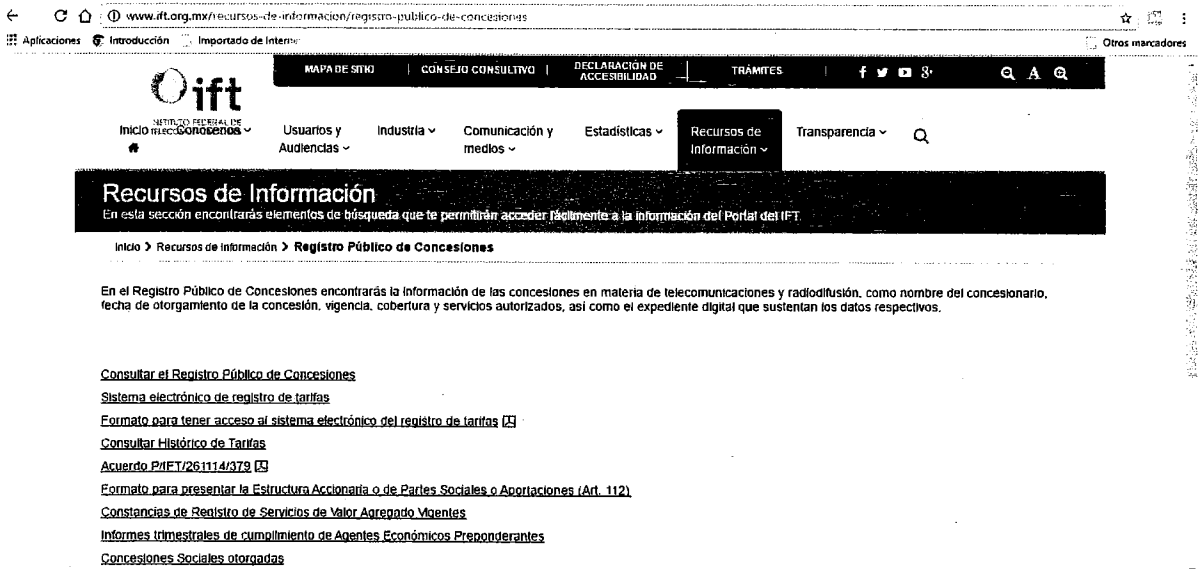 www.ift.org.mx/recursos-de-informacion/registro-publico-de-concesiones
Aplicaciones Introducción Importado de Interne
Otros marcadores
MAPA DE SITIO | CONSEJO CONSULTIVO | DECLARACIÓN DE ACCESIBILIDAD | TRÁMITES | A
ift
INSTITUTO FEDERAL DE
Inicio Conócenos Usuarios y Audiencias Industria Comunicación y medios Estadísticas Recursos de Información Transparencia
Recursos de Información
En esta sección encontrarás elementos de búsqueda que te permitirán acceder fácilmente a la información del Portal del IFT.
Inicio > Recursos de Información > Registro Público de Concesiones
En el Registro Público de Concesiones encontrarás la información de las concesiones en materia de telecomunicaciones y radiodifusión, como nombre del concesionario,
fecha de otorgamiento de la concesión, vigencia, cobertura y servicios autorizados, así como el expediente digital que sustentan los datos respectivos.
Consultar el Registro Público de Concesiones
Sistema electrónico de registro de tarifas
Formato para tener acceso al sistema electrónico del registro de tarifas
Consultar Histórico de Tarifas
Acuerdo P/IFT/261114/379
Formato para presentar la Estructura Accionaria o de Partes Sociales o Aportaciones (Art. 112)
Constancias de Registro de Servicios de Valor Agregado Vigentes
Informes trimestrales de cumplimiento de Agentes Económicos Preponderantes
Concesiones Sociales otorgadas